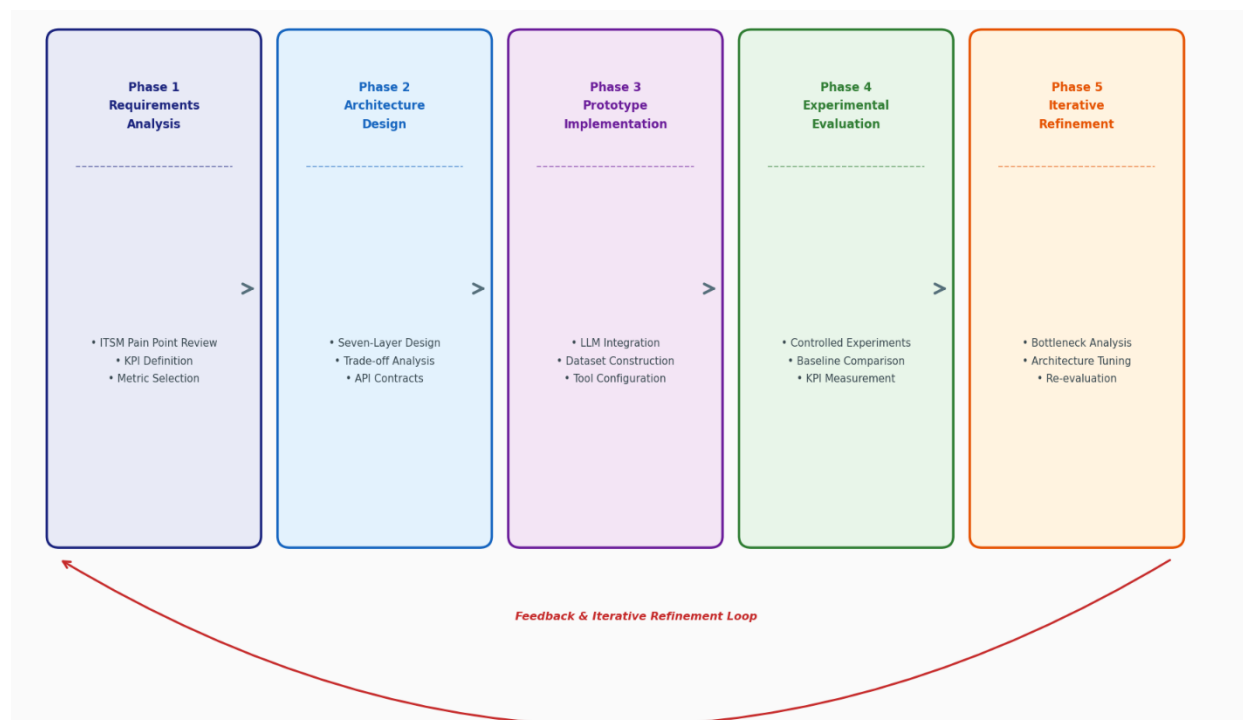 Phase 1
Requirements
Analysis
• ITSM Pain Point Review
• KPI Definition
• Metric Selection
Phase 2
Architecture
Design
• Seven-Layer Design
• Trade-off Analysis
• API Contracts
Phase 3
Prototype
Implementation
• LLM Integration
• Dataset Construction
• Tool Configuration
Phase 4
Experimental
Evaluation
• Controlled Experiments
• Baseline Comparison
• KPI Measurement
Phase 5
Iterative
Refinement
• Bottleneck Analysis
• Architecture Tuning
• Re-evaluation
Feedback & Iterative Refinement Loop